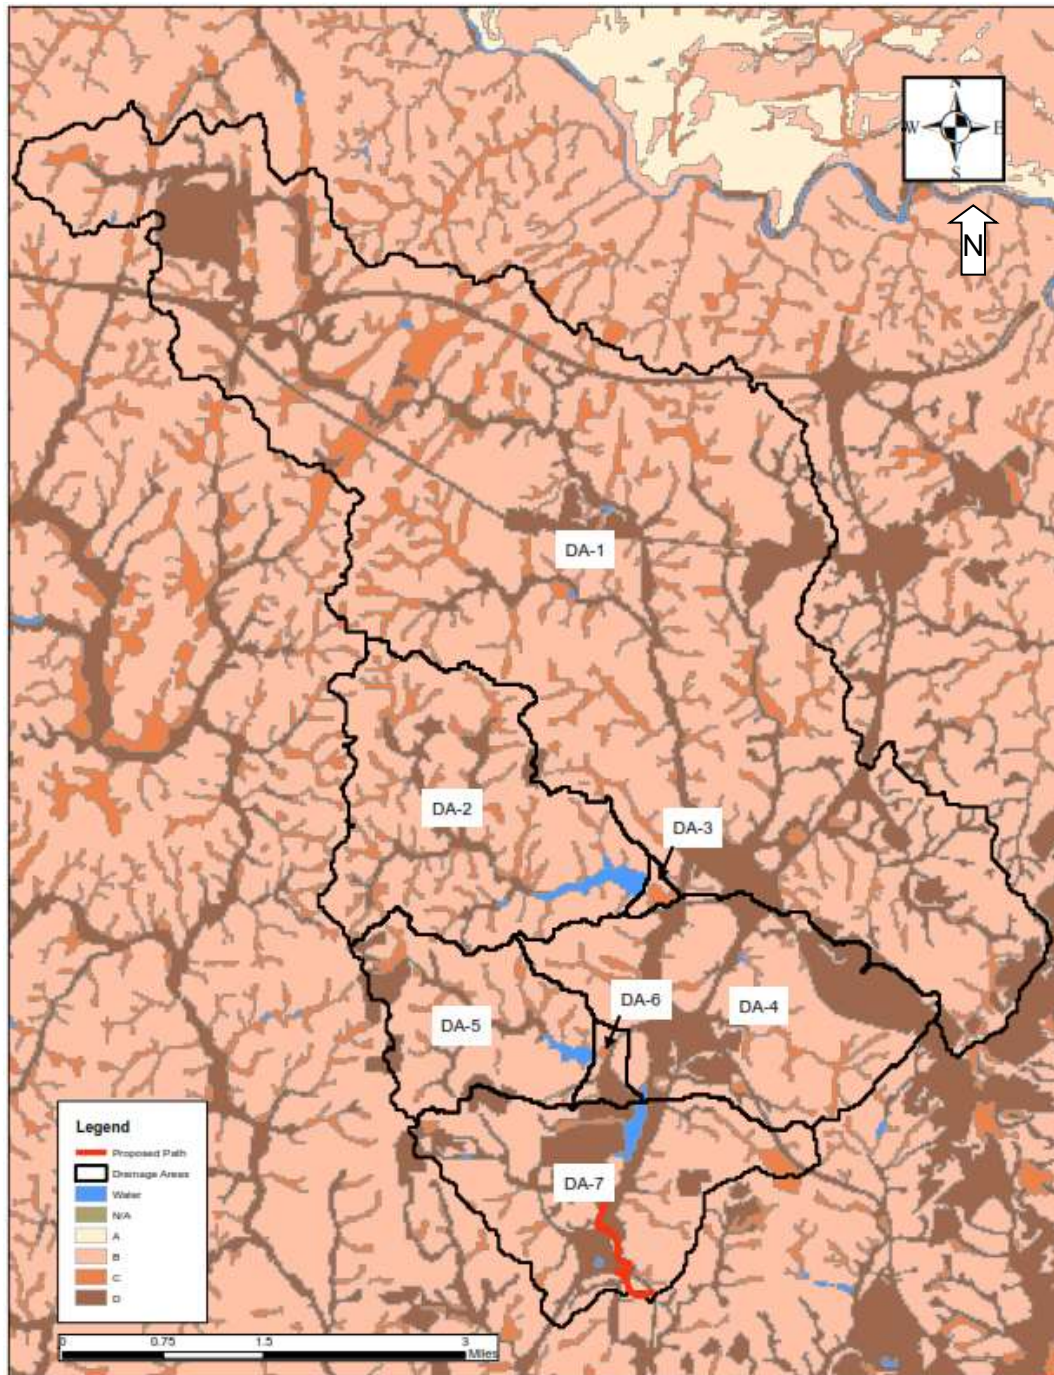 N
W E
S
N
DA-1
DA-2
DA-3
DA-6
DA-4
DA-5
DA-7
Legend
Proposed Path
Drainage Areas
Water
N/A
A
B
C
D
0 0.75 1.5 3
Miles